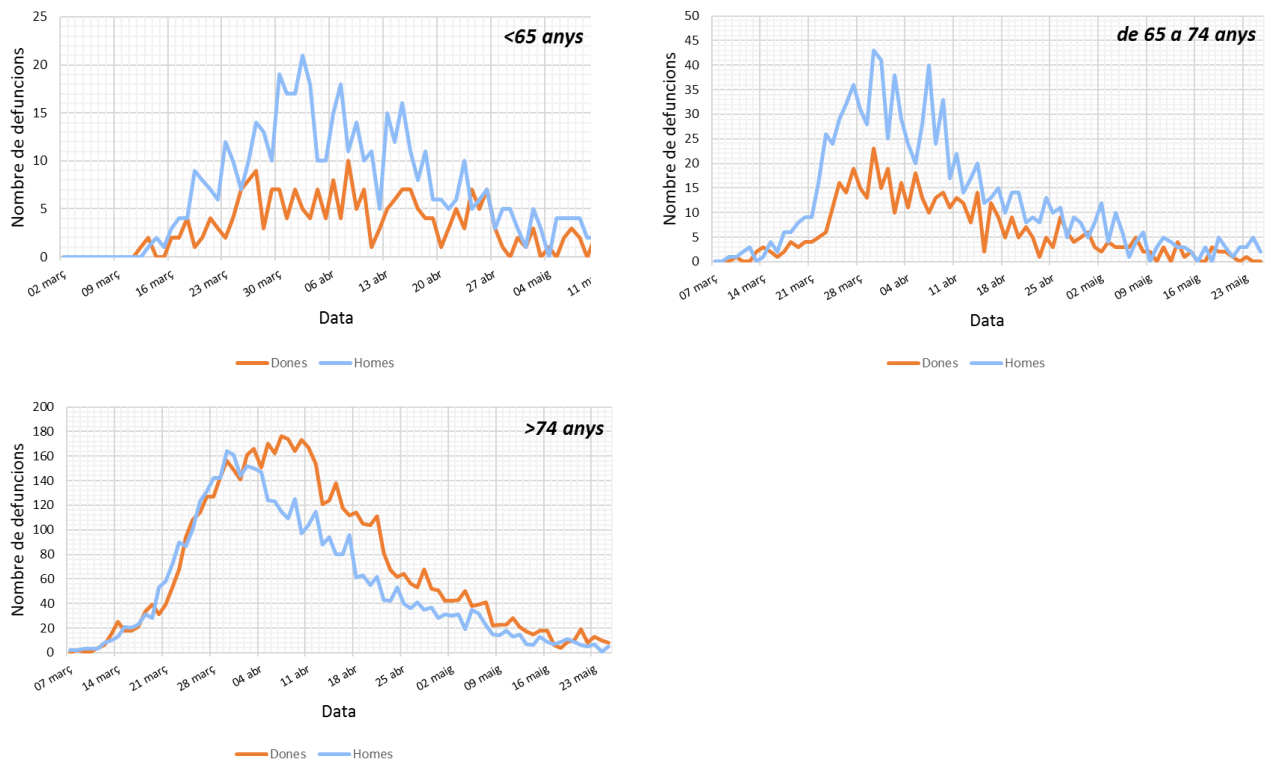 <65 anys
Nombre de defuncions
25
20
15
10
5
0
02 març 09 març 16 març 23 març 30 març 06 abr 13 abr 20 abr 27 abr 04 maig 11 m
Data
Dones Homes
de 65 a 74 anys
Nombre de defuncions
50
45
40
35
30
25
20
15
10
5
0
07 març 14 març 21 març 28 març 04 abr 11 abr 18 abr 25 abr 02 maig 09 maig 16 maig 23 maig
Data
Dones Homes
>74 anys
Nombre de defuncions
200
180
160
140
120
100
80
60
40
20
0
07 març 14 març 21 març 28 març 04 abr 11 abr 18 abr 25 abr 02 maig 09 maig 16 maig 23 maig
Data
Dones Homes